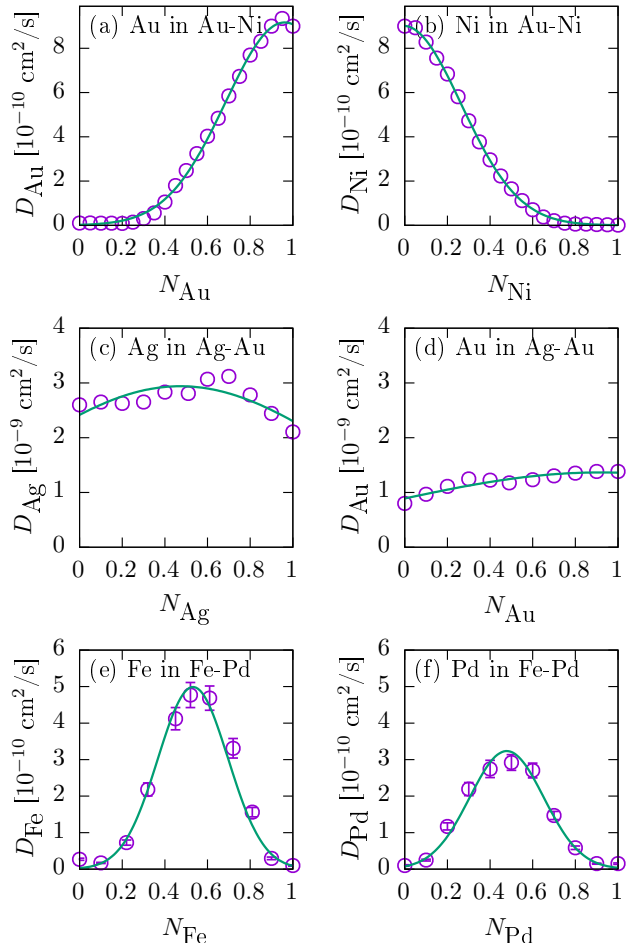 (a) Au in Au-Ni
D_Au [10^−10 cm^2/s]
8
6
4
2
0
0 0.2 0.4 0.6 0.8 1
N_Au
(b) Ni in Au-Ni
D_Ni [10^−10 cm^2/s]
8
6
4
2
0
0 0.2 0.4 0.6 0.8 1
N_Ni
(c) Ag in Ag-Au
D_Ag [10^−9 cm^2/s]
4
3
2
1
0
0 0.2 0.4 0.6 0.8 1
N_Ag
(d) Au in Ag-Au
D_Au [10^−9 cm^2/s]
4
3
2
1
0
0 0.2 0.4 0.6 0.8 1
N_Au
(e) Fe in Fe-Pd
D_Fe [10^−10 cm^2/s]
6
5
4
3
2
1
0
0 0.2 0.4 0.6 0.8 1
N_Fe
(f) Pd in Fe-Pd
D_Pd [10^−10 cm^2/s]
6
5
4
3
2
1
0
0 0.2 0.4 0.6 0.8 1
N_Pd